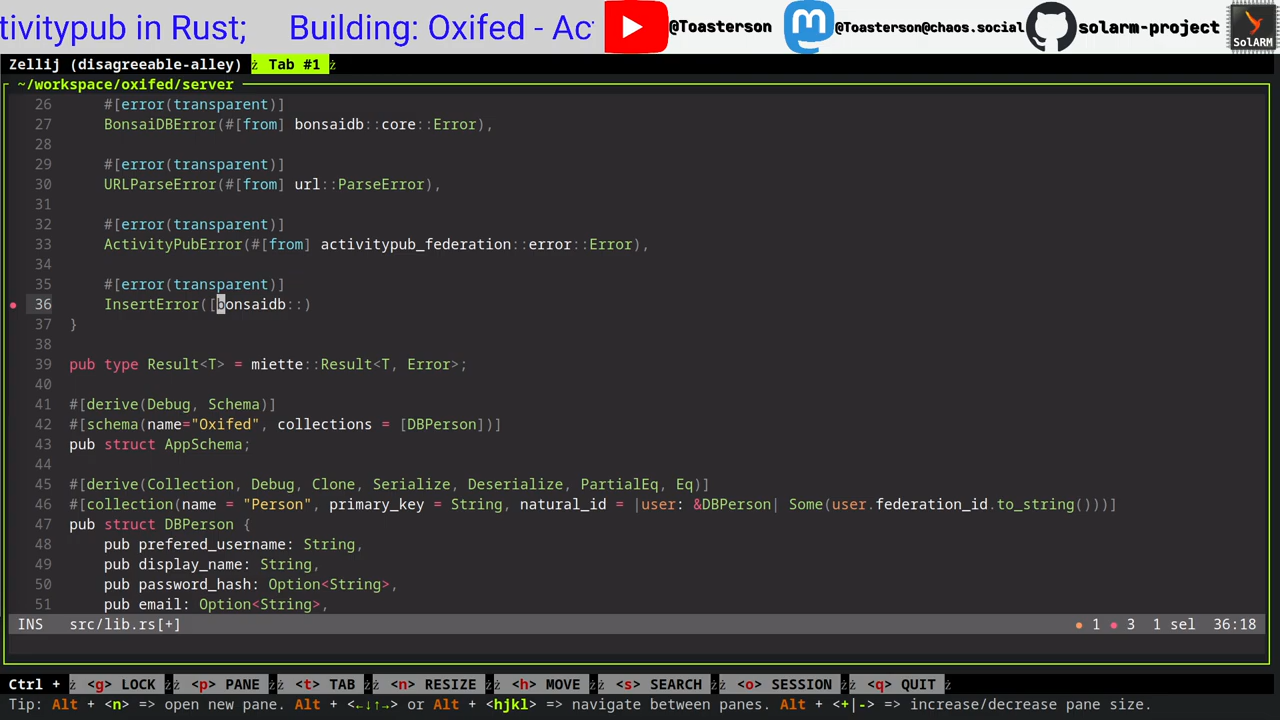 tivitypub in Rust;    Building: Oxifed - Ac
@Toasterson
@Toasterson@chaos.social
solarm-project
SolARM
Zellij (disagreeable-alley)  Tab #1
~/workspace/oxifed/server
26     #[error(transparent)]
27     BonsaiDBError(#[from] bonsaidb::core::Error),
28
29     #[error(transparent)]
30     URLParseError(#[from] url::ParseError),
31
32     #[error(transparent)]
33     ActivityPubError(#[from] activitypub_federation::error::Error),
34
35     #[error(transparent)]
36     InsertError([bonsaidb::)
37 }
38
39 pub type Result<T> = miette::Result<T, Error>;
40
41 #[derive(Debug, Schema)]
42 #[schema(name="Oxifed", collections = [DBPerson])]
43 pub struct AppSchema;
44
45 #[derive(Collection, Debug, Clone, Serialize, Deserialize, PartialEq, Eq)]
46 #[collection(name = "Person", primary_key = String, natural_id = |user: &DBPerson| Some(user.federation_id.to_string()))]
47 pub struct DBPerson {
48     pub prefered_username: String,
49     pub display_name: String,
50     pub password_hash: Option<String>,
51     pub email: Option<String>,
INS  src/lib.rs[+]  ● 1 ● 3  1 sel  36:18
Ctrl +  <g> LOCK  <p> PANE  <t> TAB  <n> RESIZE  <h> MOVE  <s> SEARCH  <o> SESSION  <q> QUIT
Tip: Alt + <n> => open new pane. Alt + <←↓↑→> or Alt + <hjkl> => navigate between panes. Alt + <+|-> => increase/decrease pane size.